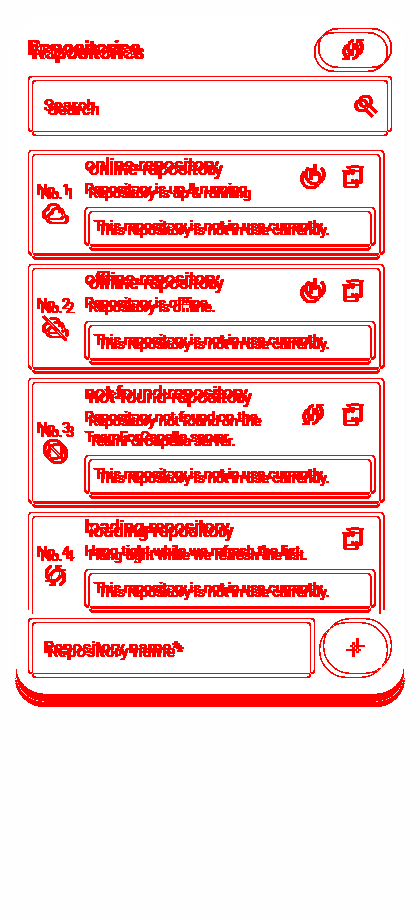 Repositories
Search
No. 1
online repository
Repository is up & running
This repository is not in use currently.
No. 2
offline repository
Repository is offline.
This repository is not in use currently.
No. 3
not found repository
Repository not found on the
TeamForCapella server.
This repository is not in use currently.
No. 4
loading repository
Hang tight while we refresh the list.
This repository is not in use currently.
Repository name*